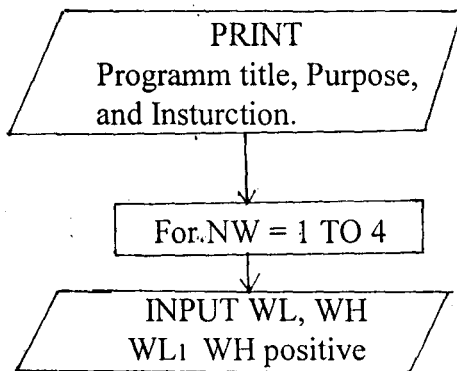 PRINT
Programm title, Purpose,
and Insturction.
For NW = 1 TO 4
INPUT WL, WH
WL1 WH positive